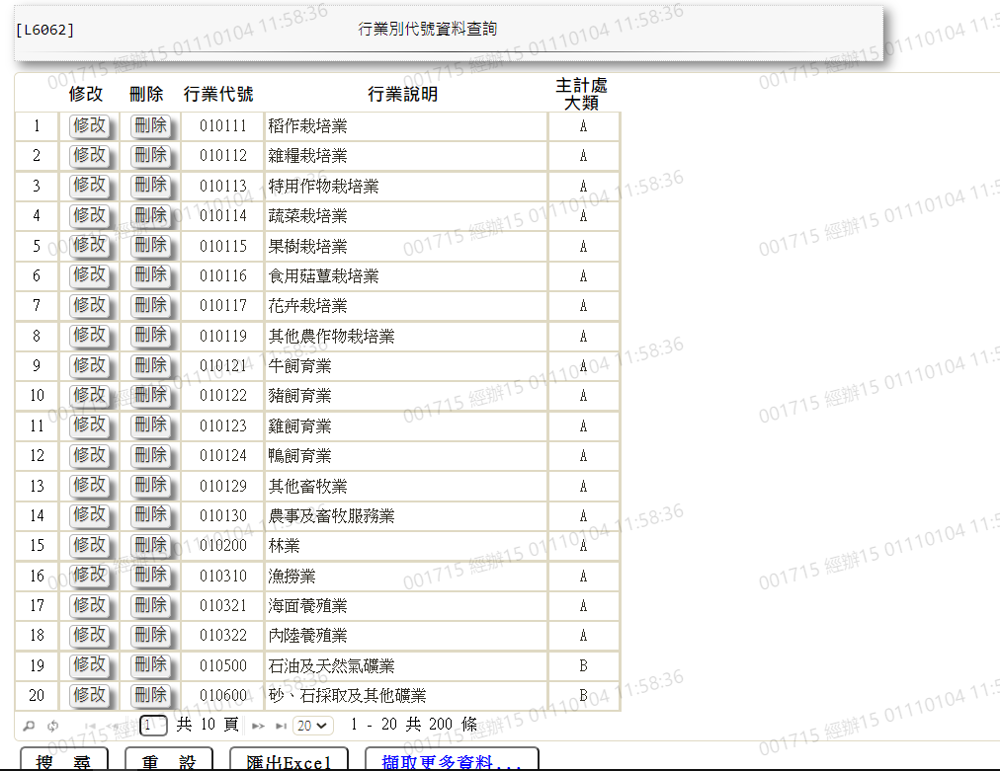 [L6062] 行業別代號資料查詢
修改 刪除 行業代號 行業說明 主計處
大類
1 修改 刪除 010111 稻作栽培業 A
2 修改 刪除 010112 雜糧栽培業 A
3 修改 刪除 010113 特用作物栽培業 A
4 修改 刪除 010114 蔬菜栽培業 A
5 修改 刪除 010115 果樹栽培業 A
6 修改 刪除 010116 食用菇蕈栽培業 A
7 修改 刪除 010117 花卉栽培業 A
8 修改 刪除 010119 其他農作物栽培業 A
9 修改 刪除 010121 牛飼育業 A
10 修改 刪除 010122 豬飼育業 A
11 修改 刪除 010123 雞飼育業 A
12 修改 刪除 010124 鴨飼育業 A
13 修改 刪除 010129 其他畜牧業 A
14 修改 刪除 010130 農事及畜牧服務業 A
15 修改 刪除 010200 林業 A
16 修改 刪除 010310 漁撈業 A
17 修改 刪除 010321 海面養殖業 A
18 修改 刪除 010322 內陸養殖業 A
19 修改 刪除 010500 石油及天然氣礦業 B
20 修改 刪除 010600 砂、石採取及其他礦業 B
1 共 10 頁 20 1 - 20 共 200 條
搜 尋 重 設 匯出Excel 擷取更多資料...
001715 經辦15 01110104 11:58:36